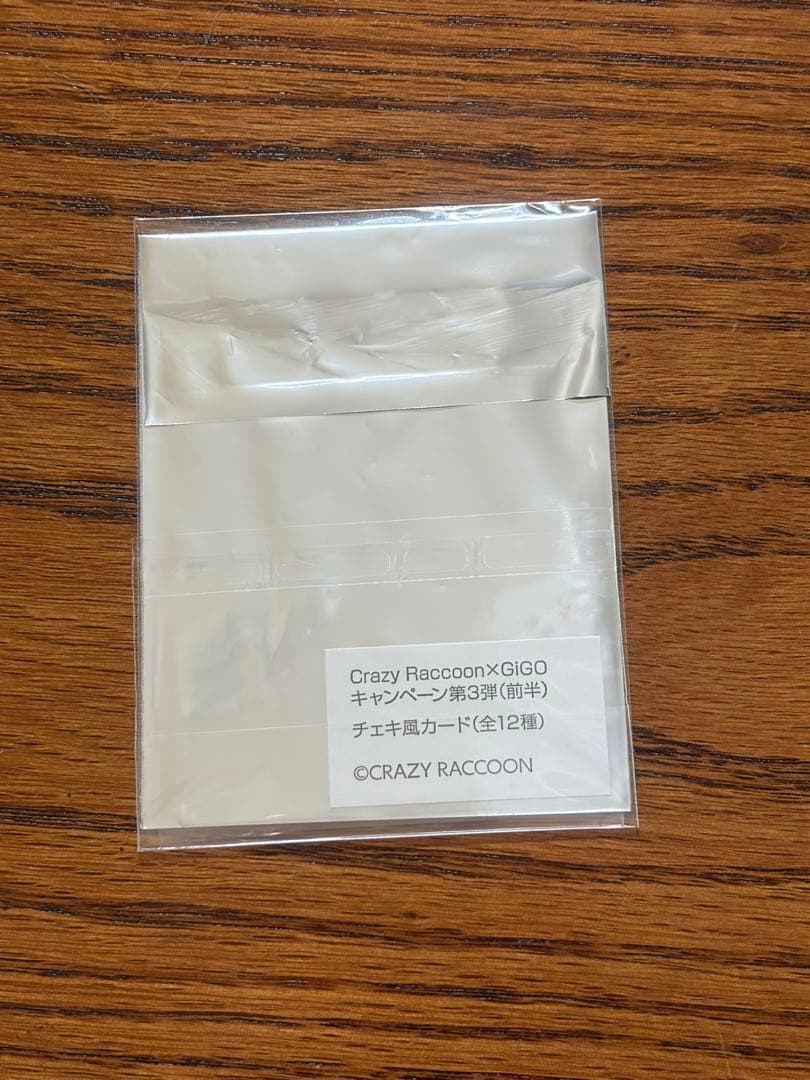 Crazy Raccoon×GiGO
キャンペーン第3弾(前半)
チェキ風カード(全12種)
©CRAZY RACCOON